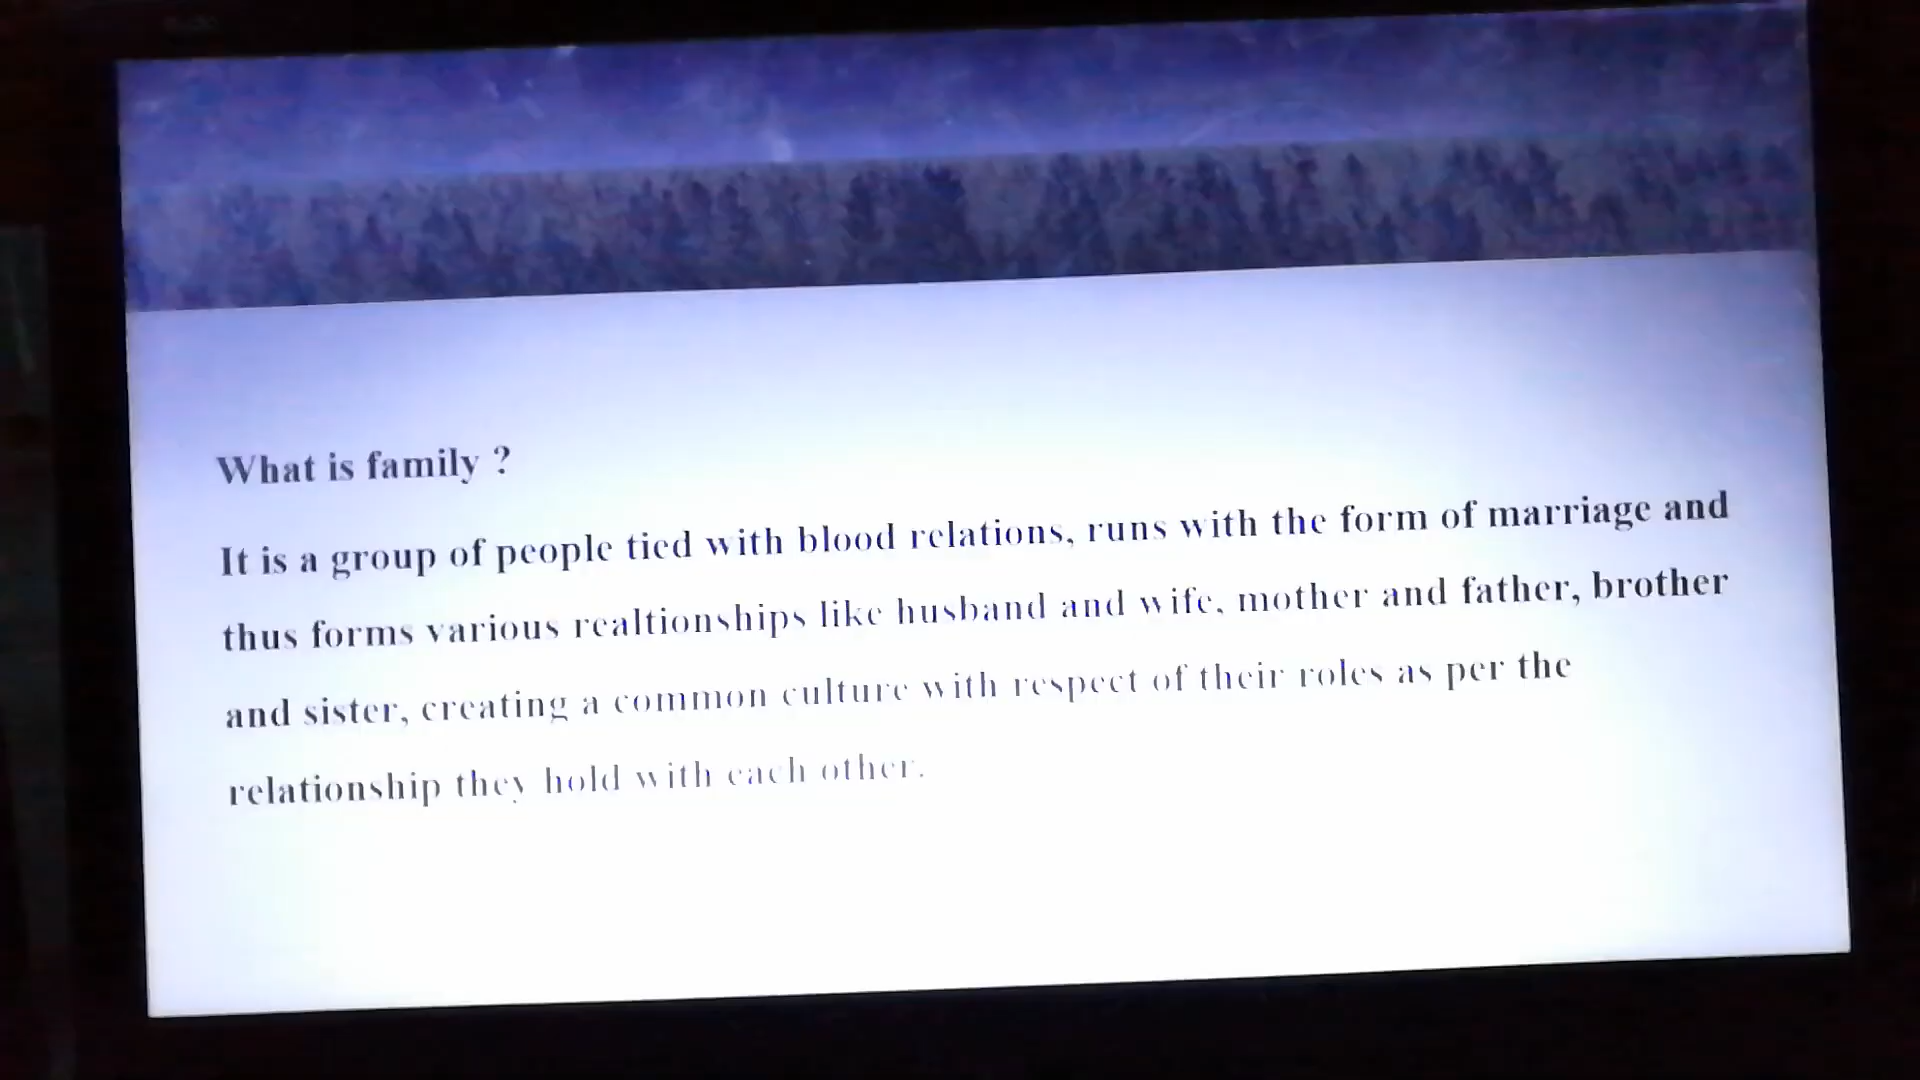 What is family ?
It is a group of people tied with blood relations, runs with the form of marriage and
thus forms various realtionships like husband and wife, mother and father, brother
and sister, creating a common culture with respect of their roles as per the
relationship they hold with each other.